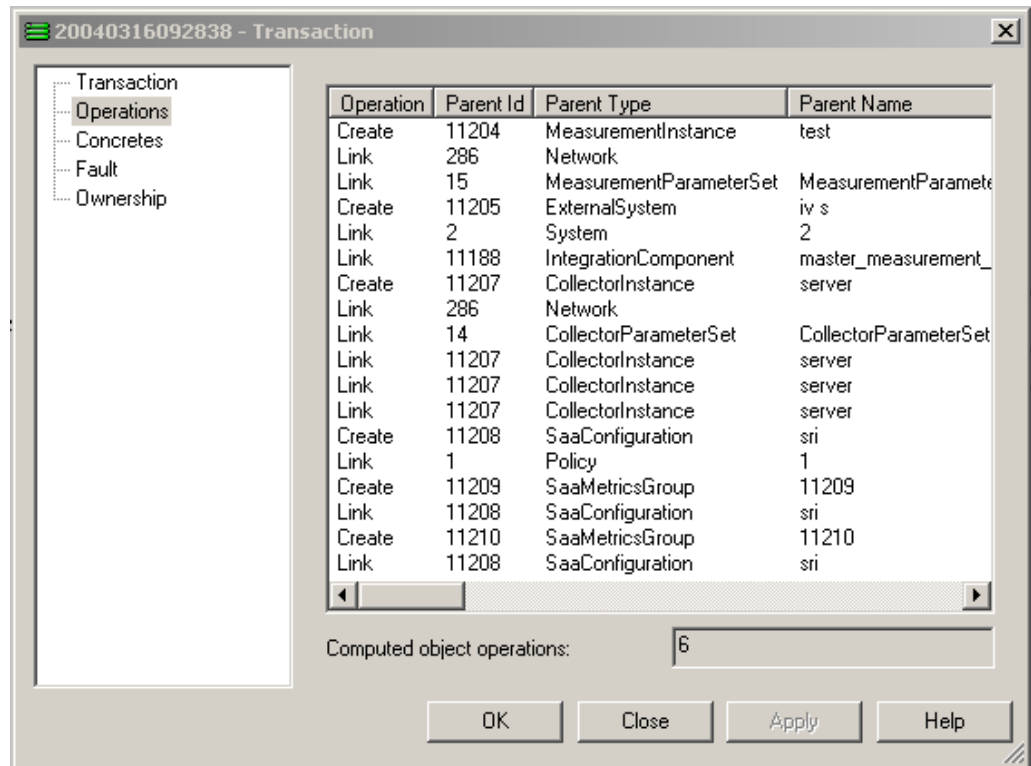 20040316092838 - Transaction
Transaction
Operations
Concretes
Fault
Ownership
Operation Parent Id Parent Type Parent Name
Create 11204 MeasurementInstance test
Link 286 Network
Link 15 MeasurementParameterSet MeasurementParamete
Create 11205 ExternalSystem iv s
Link 2 System 2
Link 11188 IntegrationComponent master_measurement_
Create 11207 CollectorInstance server
Link 286 Network
Link 14 CollectorParameterSet CollectorParameterSet
Link 11207 CollectorInstance server
Link 11207 CollectorInstance server
Link 11207 CollectorInstance server
Create 11208 SaaConfiguration sri
Link 1 Policy 1
Create 11209 SaaMetricsGroup 11209
Link 11208 SaaConfiguration sri
Create 11210 SaaMetricsGroup 11210
Link 11208 SaaConfiguration sri
Computed object operations: 6
OK Close Apply Help